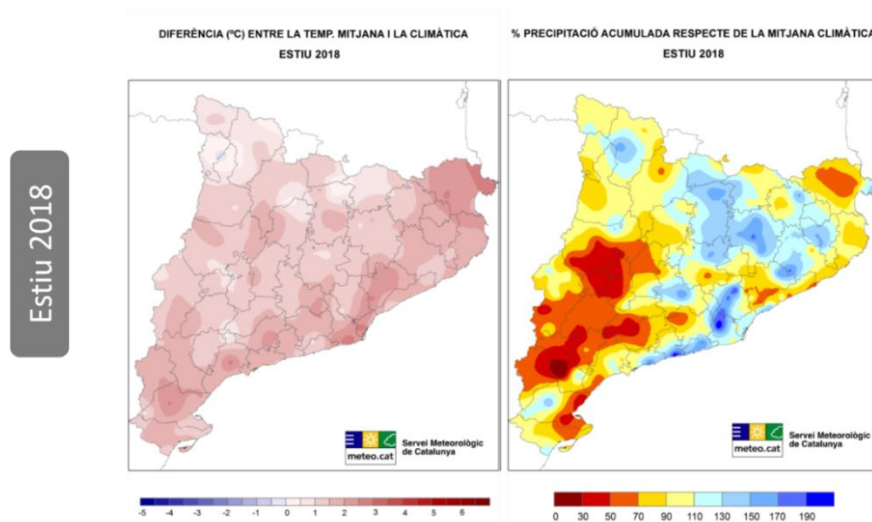 Estiu 2018
DIFERÈNCIA (ºC) ENTRE LA TEMP. MITJANA I LA CLIMÀTICA
ESTIU 2018
meteo.cat
Servei Meteorològic
de Catalunya
-5 -4 -3 -2 -1 0 1 2 3 4 5 6
% PRECIPITACIÓ ACUMULADA RESPECTE DE LA MITJANA CLIMÀTICA
ESTIU 2018
meteo.cat
Servei Meteorològic
de Catalunya
0 30 50 70 90 110 130 150 170 190